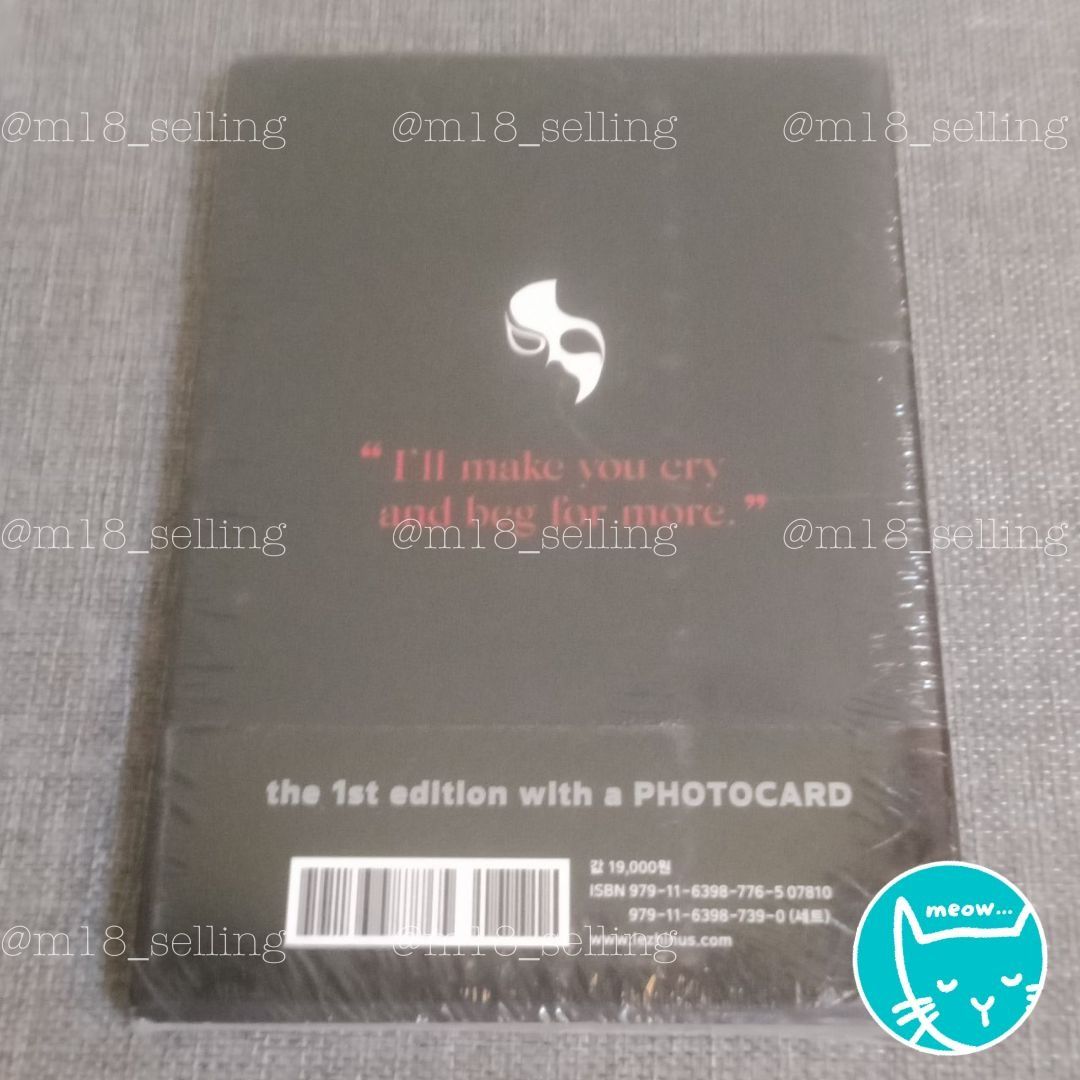 @m18_selling @m18_selling @m18_selling
“I'll make you cry
and beg for more.”
@m18_selling @m18_selling @m18_selling
the 1st edition with a PHOTOCARD
값 19,000원
ISBN 979-11-6398-776-5 07810
979-11-6398-739-0 (세트)
meow...
@m18_selling @m18_selling @m18_selling